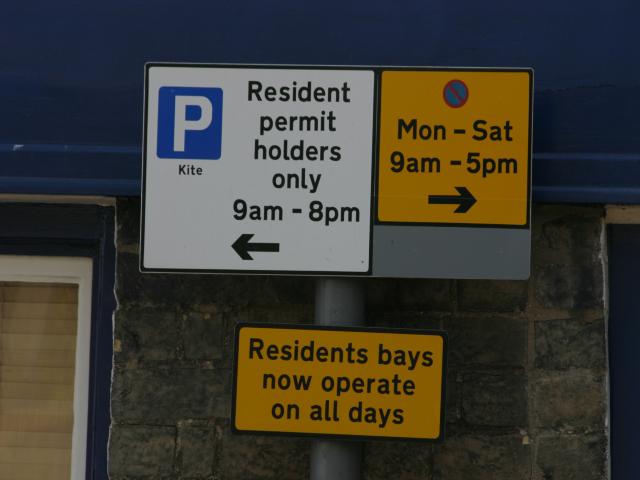 P
Kite
Resident
permit
holders
only
9am - 8pm
Mon - Sat
9am - 5pm
Residents bays
now operate
on all days